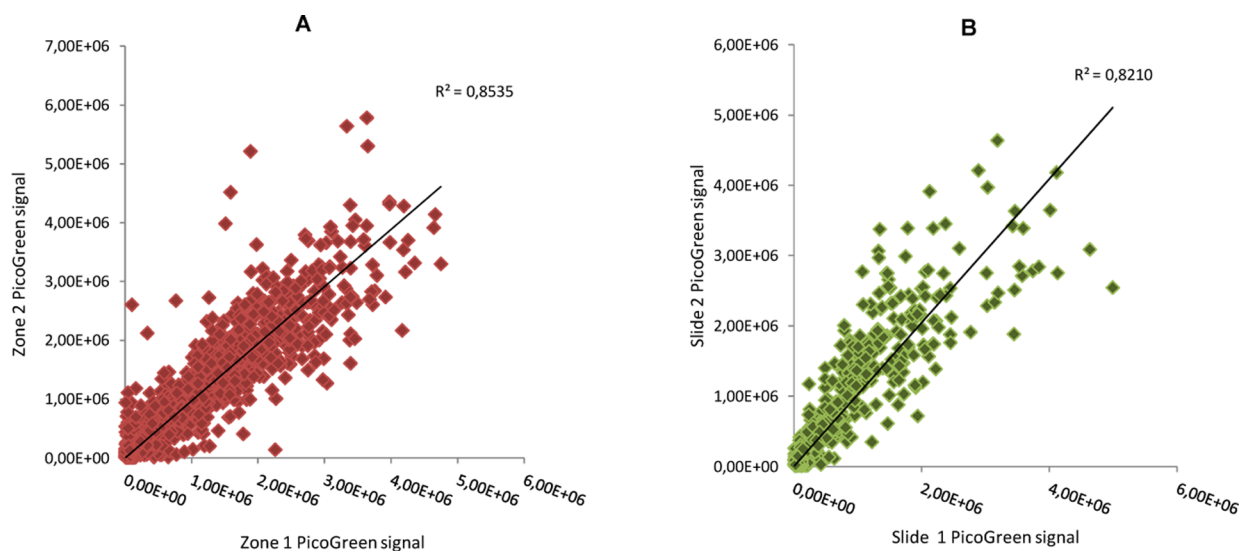 A
7,00E+06
6,00E+06
5,00E+06
4,00E+06
3,00E+06
2,00E+06
1,00E+06
0,00E+00
Zone 2 PicoGreen signal
R² = 0,8535
0,00E+00
1,00E+06
2,00E+06
3,00E+06
4,00E+06
5,00E+06
6,00E+06
Zone 1 PicoGreen signal
B
6,00E+06
5,00E+06
4,00E+06
3,00E+06
2,00E+06
1,00E+06
0,00E+00
Slide 2 PicoGreen signal
R² = 0,8210
0,00E+00
2,00E+06
4,00E+06
6,00E+06
Slide 1 PicoGreen signal